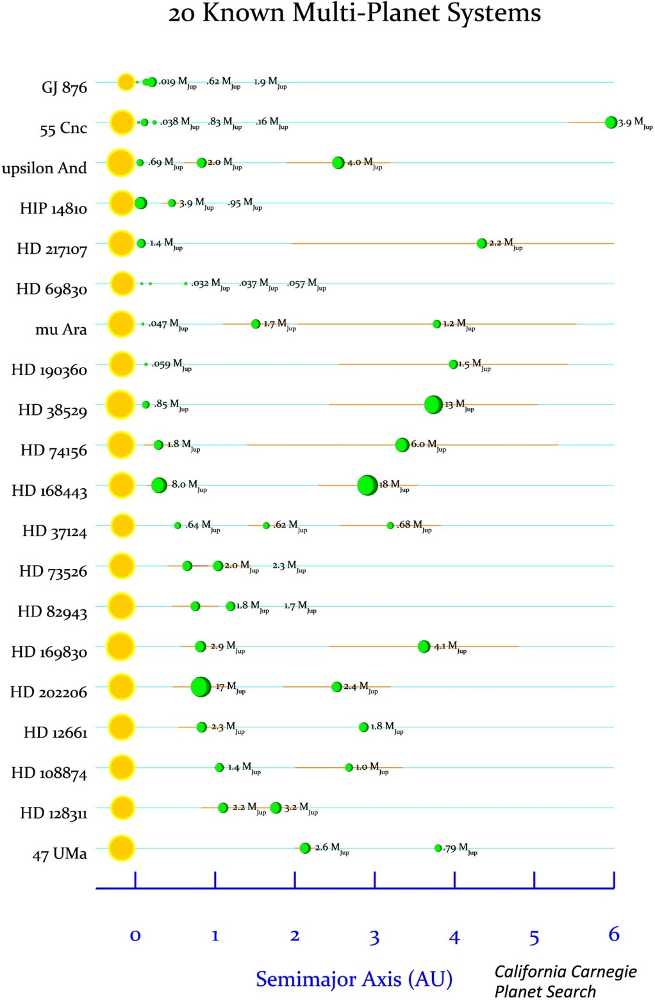 20 Known Multi-Planet Systems
GJ 876 .019 MJup .62 MJup 1.9 MJup
55 Cnc .038 MJup .83 MJup .16 MJup 3.9 MJup
upsilon And .69 MJup 2.0 MJup 4.0 MJup
HIP 14810 3.9 MJup .95 MJup
HD 217107 1.4 MJup 2.2 MJup
HD 69830 .032 MJup .037 MJup .057 MJup
mu Ara .047 MJup 1.7 MJup 1.2 MJup
HD 190360 .059 MJup 1.5 MJup
HD 38529 .85 MJup 13 MJup
HD 74156 1.8 MJup 6.0 MJup
HD 168443 8.0 MJup 18 MJup
HD 37124 .64 MJup .62 MJup .68 MJup
HD 73526 2.0 MJup 2.3 MJup
HD 82943 1.8 MJup 1.7 MJup
HD 169830 2.9 MJup 4.1 MJup
HD 202206 17 MJup 2.4 MJup
HD 12661 2.3 MJup 1.8 MJup
HD 108874 1.4 MJup 1.0 MJup
HD 128311 2.2 MJup 3.2 MJup
47 UMa 2.6 MJup .79 MJup
0 1 2 3 4 5 6
Semimajor Axis (AU)
California Carnegie
Planet Search